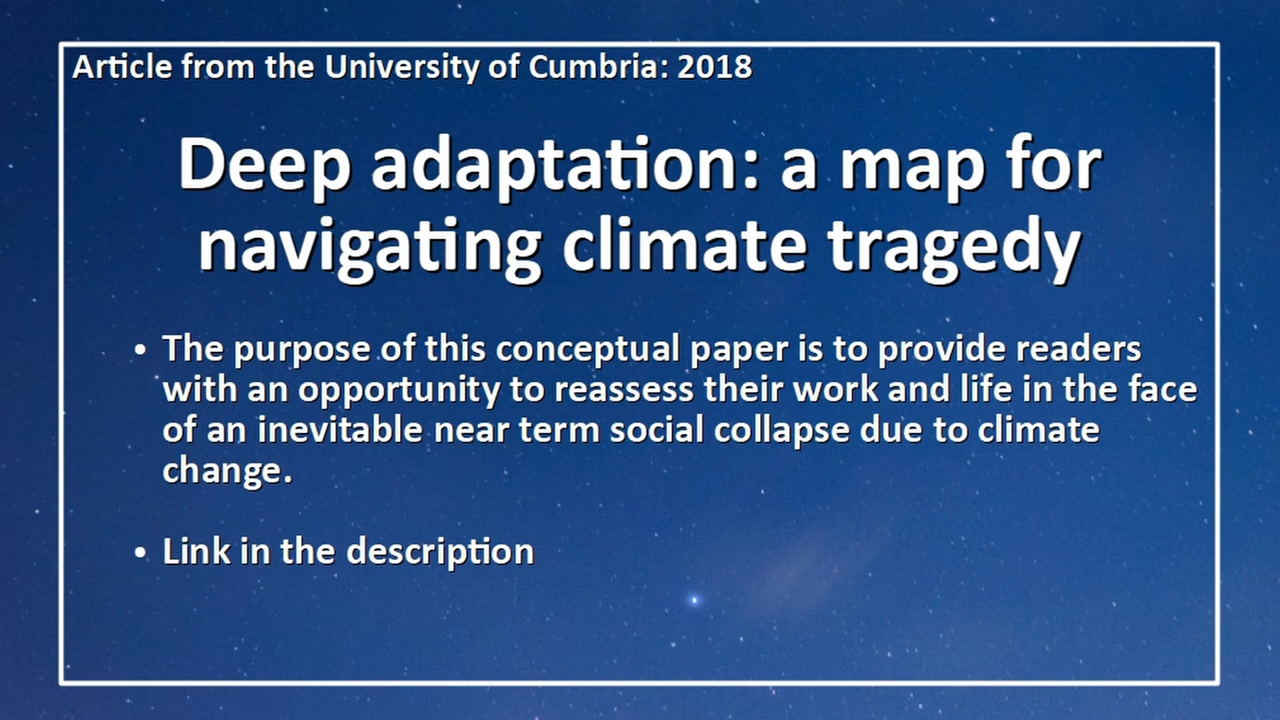 Article from the University of Cumbria: 2018
Deep adaptation: a map for
navigating climate tragedy
• The purpose of this conceptual paper is to provide readers
with an opportunity to reassess their work and life in the face
of an inevitable near term social collapse due to climate
change.
• Link in the description